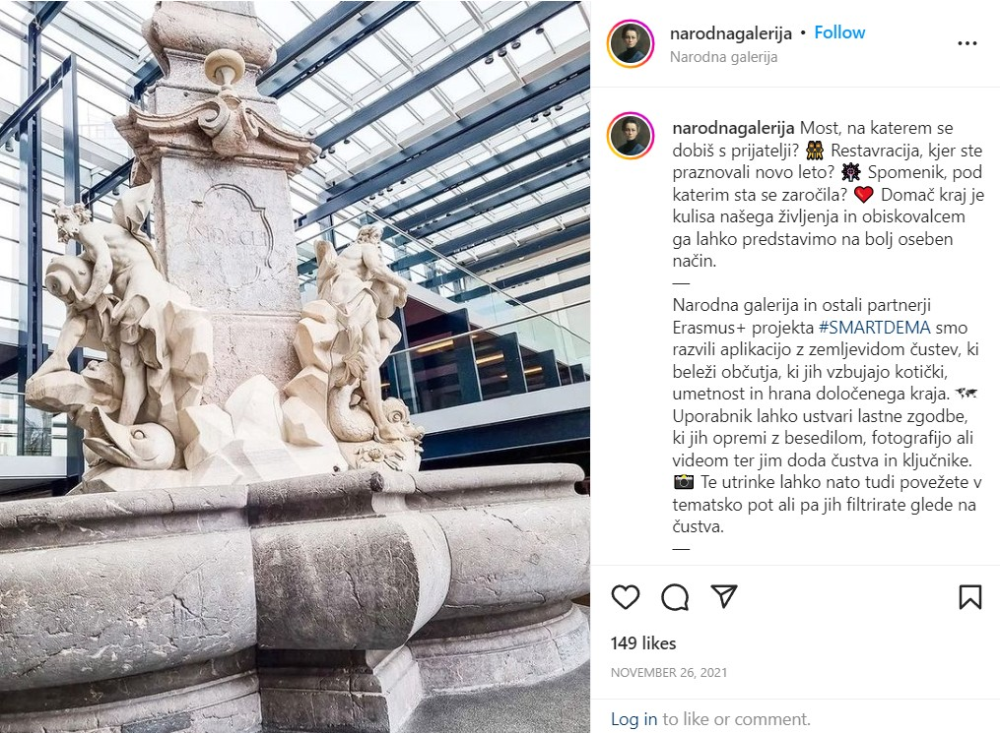 narodnagalerija • Follow
Narodna galerija
narodnagalerija Most, na katerem se
dobiš s prijatelji? 👭 Restavracija, kjer ste
praznovali novo leto? 🎇 Spomenik, pod
katerim sta se zaročila? ❤️ Domač kraj je
kulisa našega življenja in obiskovalcem
ga lahko predstavimo na bolj oseben
način.
—
Narodna galerija in ostali partnerji
Erasmus+ projekta #SMARTDEMA smo
razvili aplikacijo z zemljevidom čustev, ki
beleži občutja, ki jih vzbujajo kotički,
umetnost in hrana določenega kraja. 🗺
Uporabnik lahko ustvari lastne zgodbe,
ki jih opremi z besedilom, fotografijo ali
videom ter jim doda čustva in ključnike.
📷 Te utrinke lahko nato tudi povežete v
tematsko pot ali pa jih filtrirate glede na
čustva.
—
149 likes
NOVEMBER 26, 2021
Log in to like or comment.